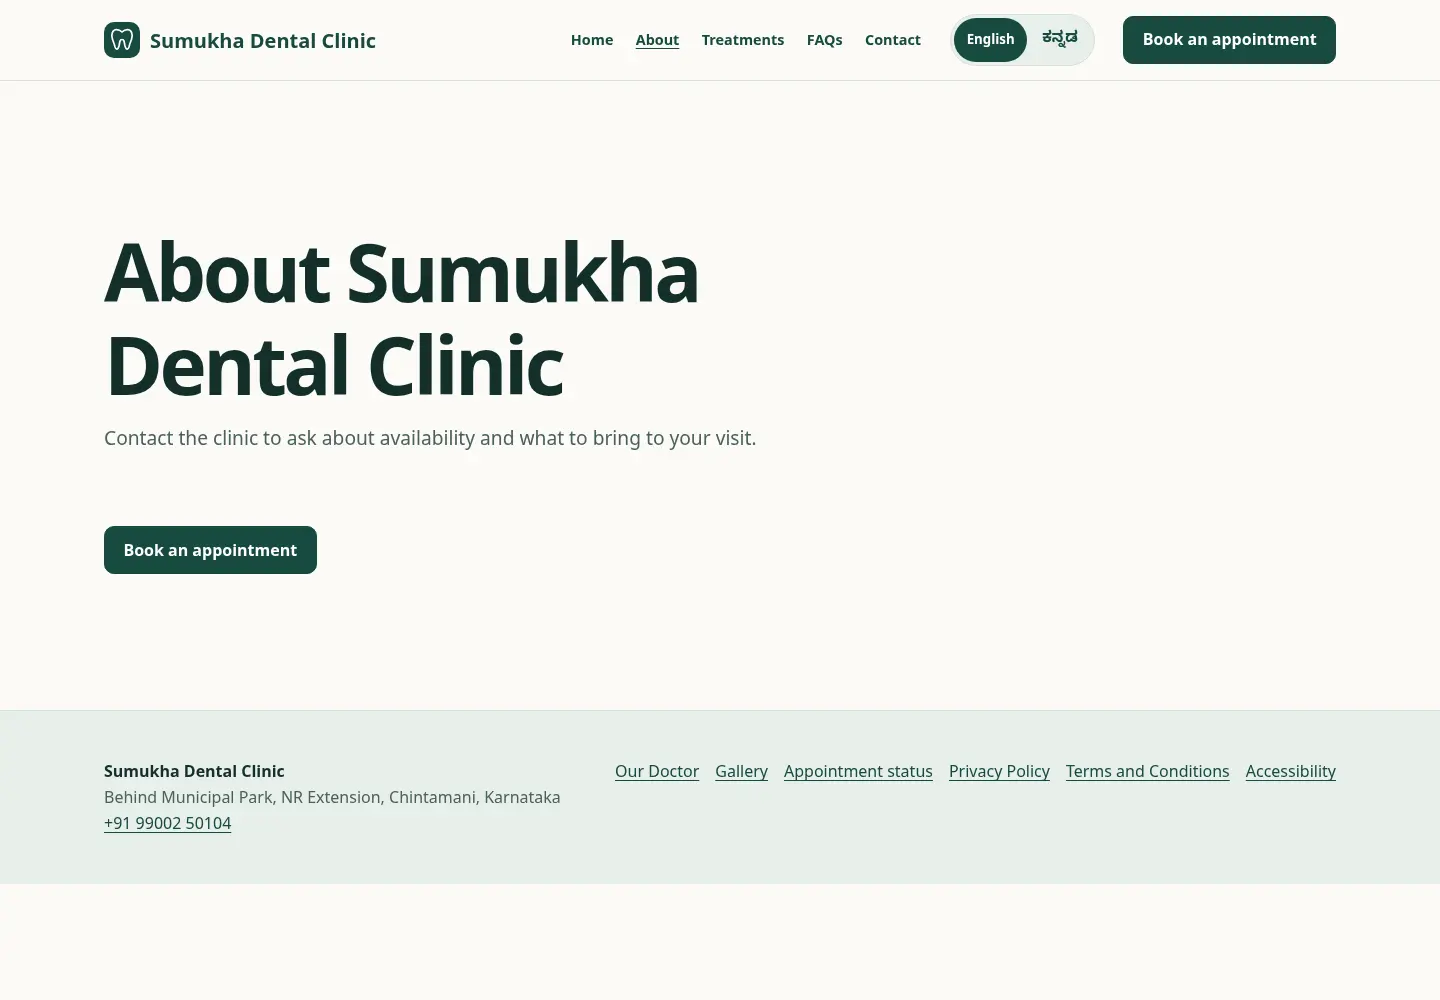 Sumukha Dental Clinic
Home About Treatments FAQs Contact English ಕನ್ನಡ Book an appointment
About Sumukha
Dental Clinic
Contact the clinic to ask about availability and what to bring to your visit.
Book an appointment
Sumukha Dental Clinic
Behind Municipal Park, NR Extension, Chintamani, Karnataka
+91 99002 50104
Our Doctor Gallery Appointment status Privacy Policy Terms and Conditions Accessibility